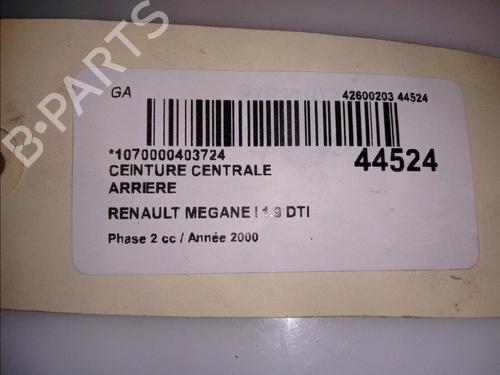 B-PARTS
GA
42600203 44524
*1070000403724
44524
CEINTURE CENTRALE
ARRIERE
RENAULT MEGANE I 1.9 DTI
Phase 2 cc / Année 2000